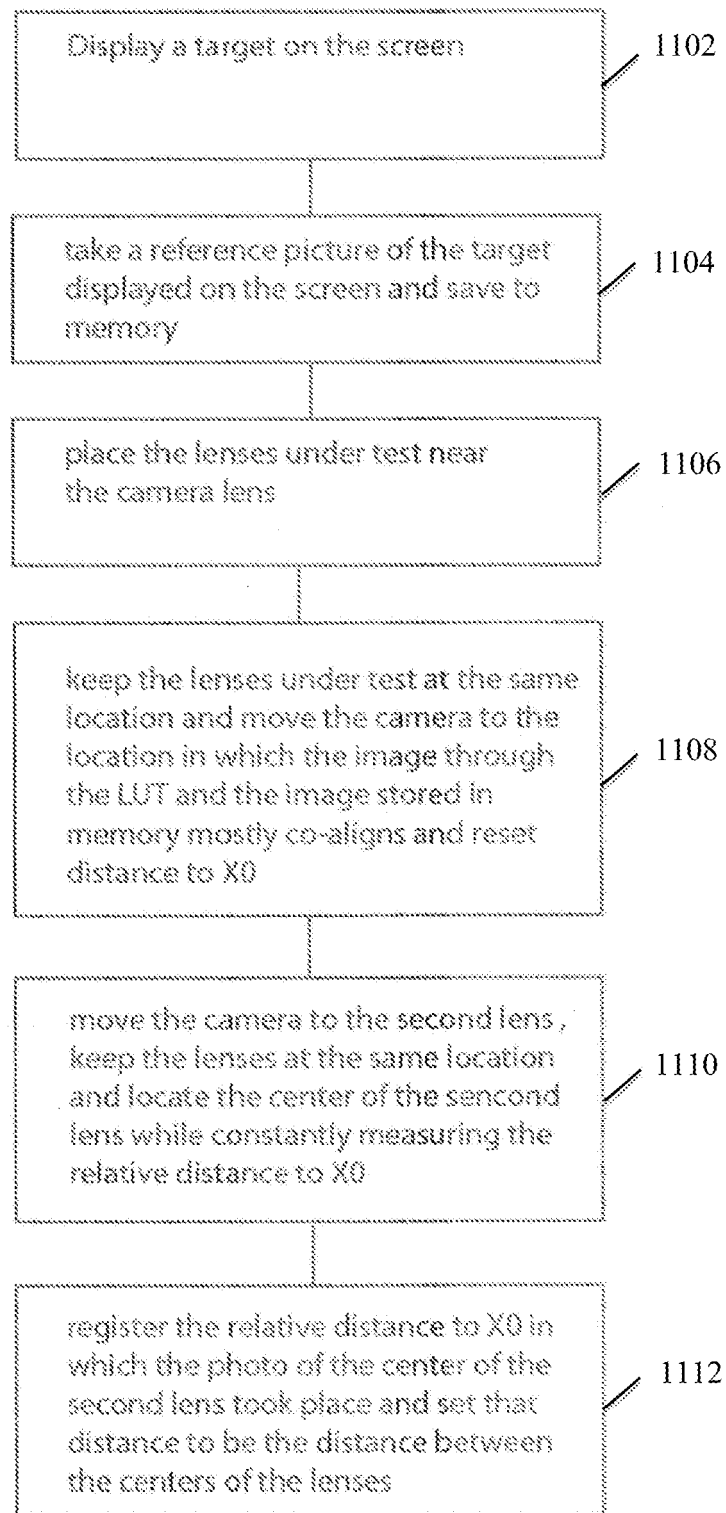 Display a target on the screen
1102
take a reference picture of the target
displayed on the screen and save to
memory
1104
place the lenses under test near
the camera lens
1106
keep the lenses under test at the same
location and move the camera to the
location in which the image through
the LUT and the image stored in
memory mostly co-aligns and reset
distance to X0
1108
move the camera to the second lens ,
keep the lenses at the same location
and locate the center of the sencond
lens while constantly measuring the
relative distance to X0
1110
register the relative distance to X0 in
which the photo of the center of the
second lens took place and set that
distance to be the distance between
the centers of the lenses
1112